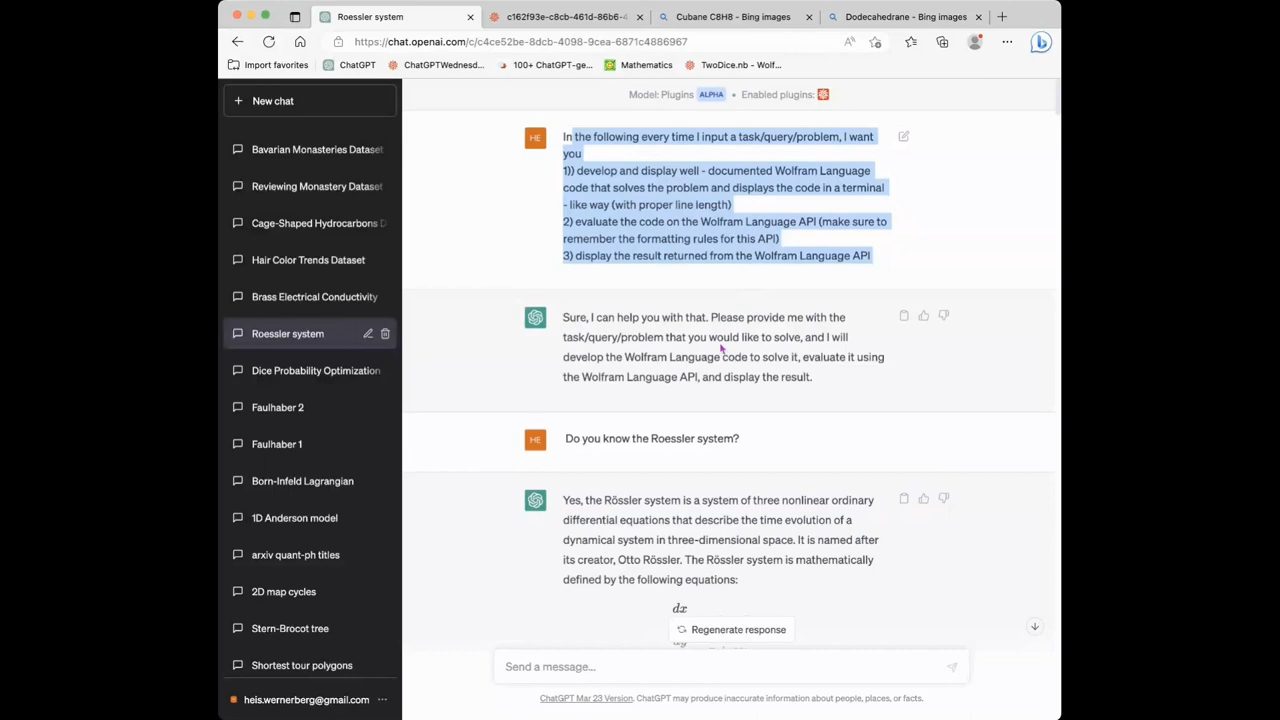 Roessler system
c162f93e-c8cb-461d-86b6-4
Cubane C8H8 - Bing images
Dodecahedrane - Bing images
https://chat.openai.com/c/c4ce52be-8dcb-4098-9cea-6871c4886967
Import favorites
ChatGPT
ChatGPTWednesd...
100+ ChatGPT-ge...
Mathematics
TwoDice.nb - Wolf...
New chat
Bavarian Monasteries Dataset
Reviewing Monastery Dataset
Cage-Shaped Hydrocarbons D
Hair Color Trends Dataset
Brass Electrical Conductivity
Roessler system
Dice Probability Optimization
Faulhaber 2
Faulhaber 1
Born-Infeld Lagrangian
1D Anderson model
arxiv quant-ph titles
2D map cycles
Stern-Brocot tree
Shortest tour polygons
heis.wernerberg@gmail.com
Model: Plugins ALPHA • Enabled plugins:
HE
In the following every time I input a task/query/problem, I want
you
1)) develop and display well - documented Wolfram Language
code that solves the problem and displays the code in a terminal
- like way (with proper line length)
2) evaluate the code on the Wolfram Language API (make sure to
remember the formatting rules for this API)
3) display the result returned from the Wolfram Language API
Sure, I can help you with that. Please provide me with the
task/query/problem that you would like to solve, and I will
develop the Wolfram Language code to solve it, evaluate it using
the Wolfram Language API, and display the result.
HE
Do you know the Roessler system?
Yes, the Rössler system is a system of three nonlinear ordinary
differential equations that describe the time evolution of a
dynamical system in three-dimensional space. It is named after
its creator, Otto Rössler. The Rössler system is mathematically
defined by the following equations:
dx
Regenerate response
Send a message...
ChatGPT Mar 23 Version. ChatGPT may produce inaccurate information about people, places, or facts.